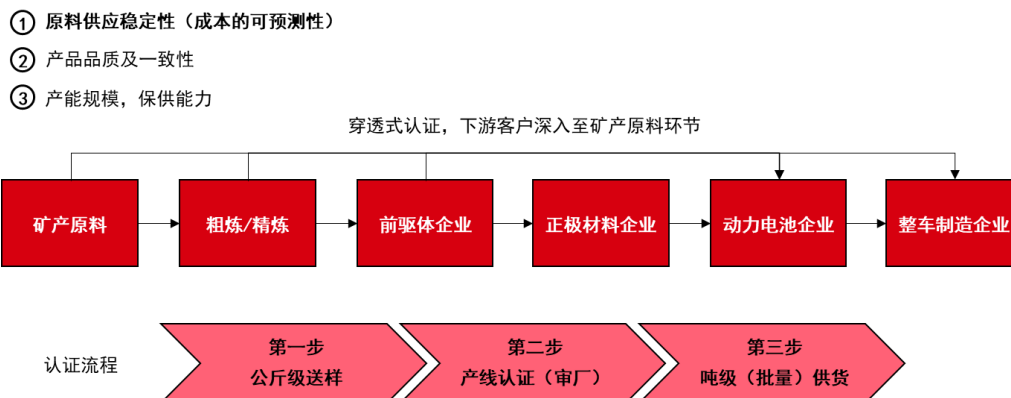 ① 原料供应稳定性（成本的可预测性）
② 产品品质及一致性
③ 产能规模，保供能力
穿透式认证，下游客户深入至矿产原料环节
矿产原料
粗炼/精炼
前驱体企业
正极材料企业
动力电池企业
整车制造企业
认证流程
第一步
公斤级送样
第二步
产线认证（审厂）
第三步
吨级（批量）供货